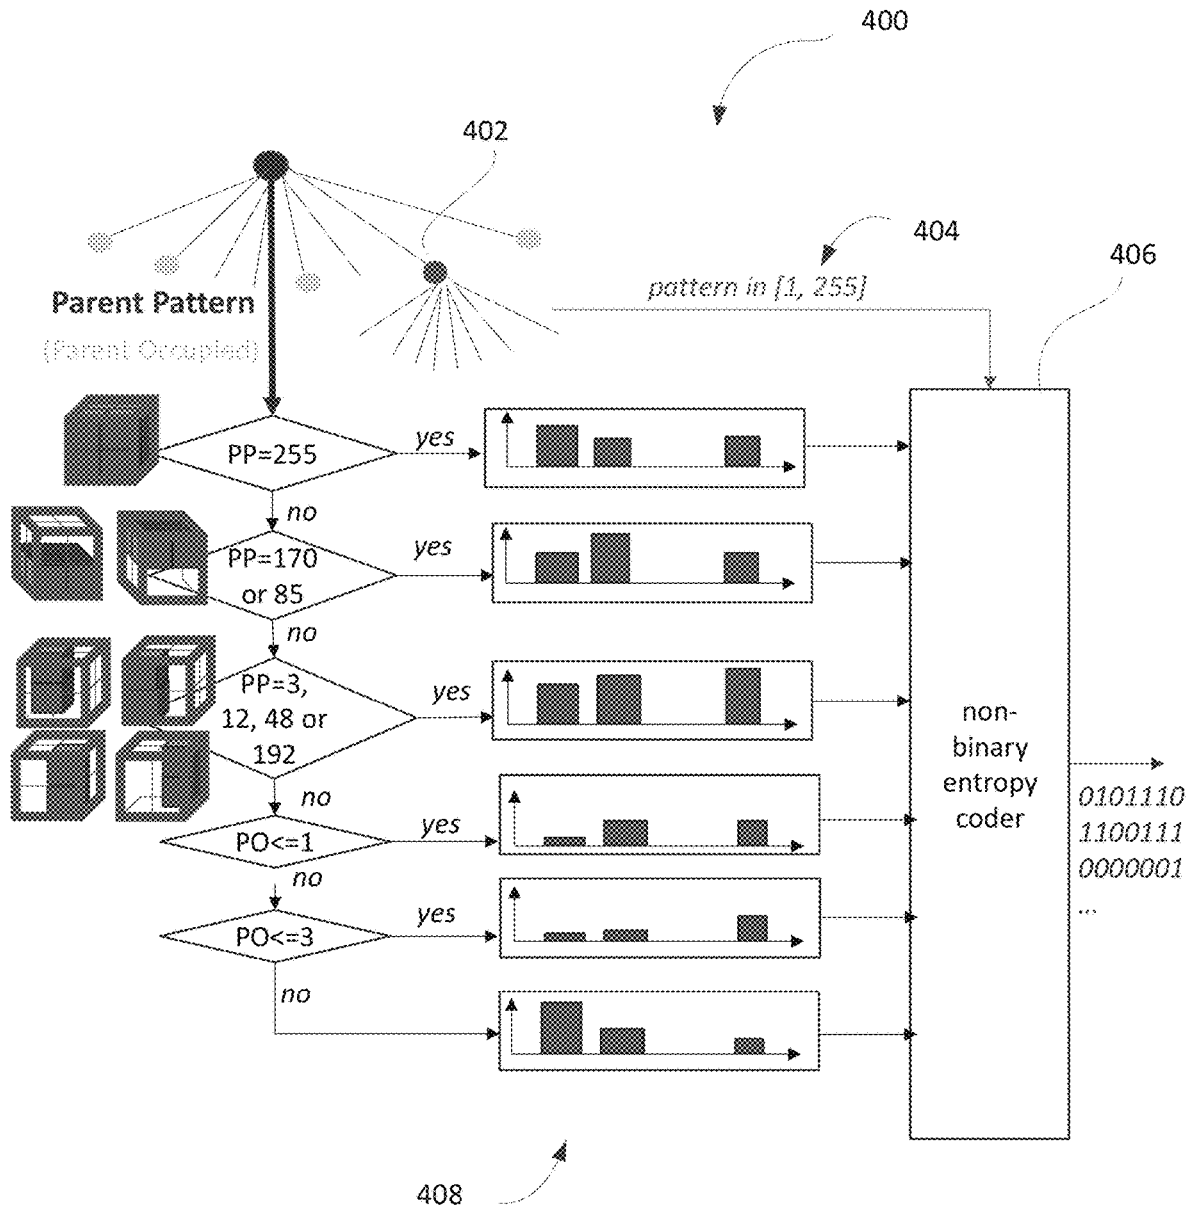 400
402
404
406
pattern in [1, 255]
Parent Pattern
(Parent Occupied)
PP=255
yes
no
PP=170
or 85
yes
no
PP=3,
12, 48 or
192
yes
no
PO<=1
yes
no
PO<=3
yes
no
non-
binary
entropy
coder
0101110
1100111
0000001
...
408